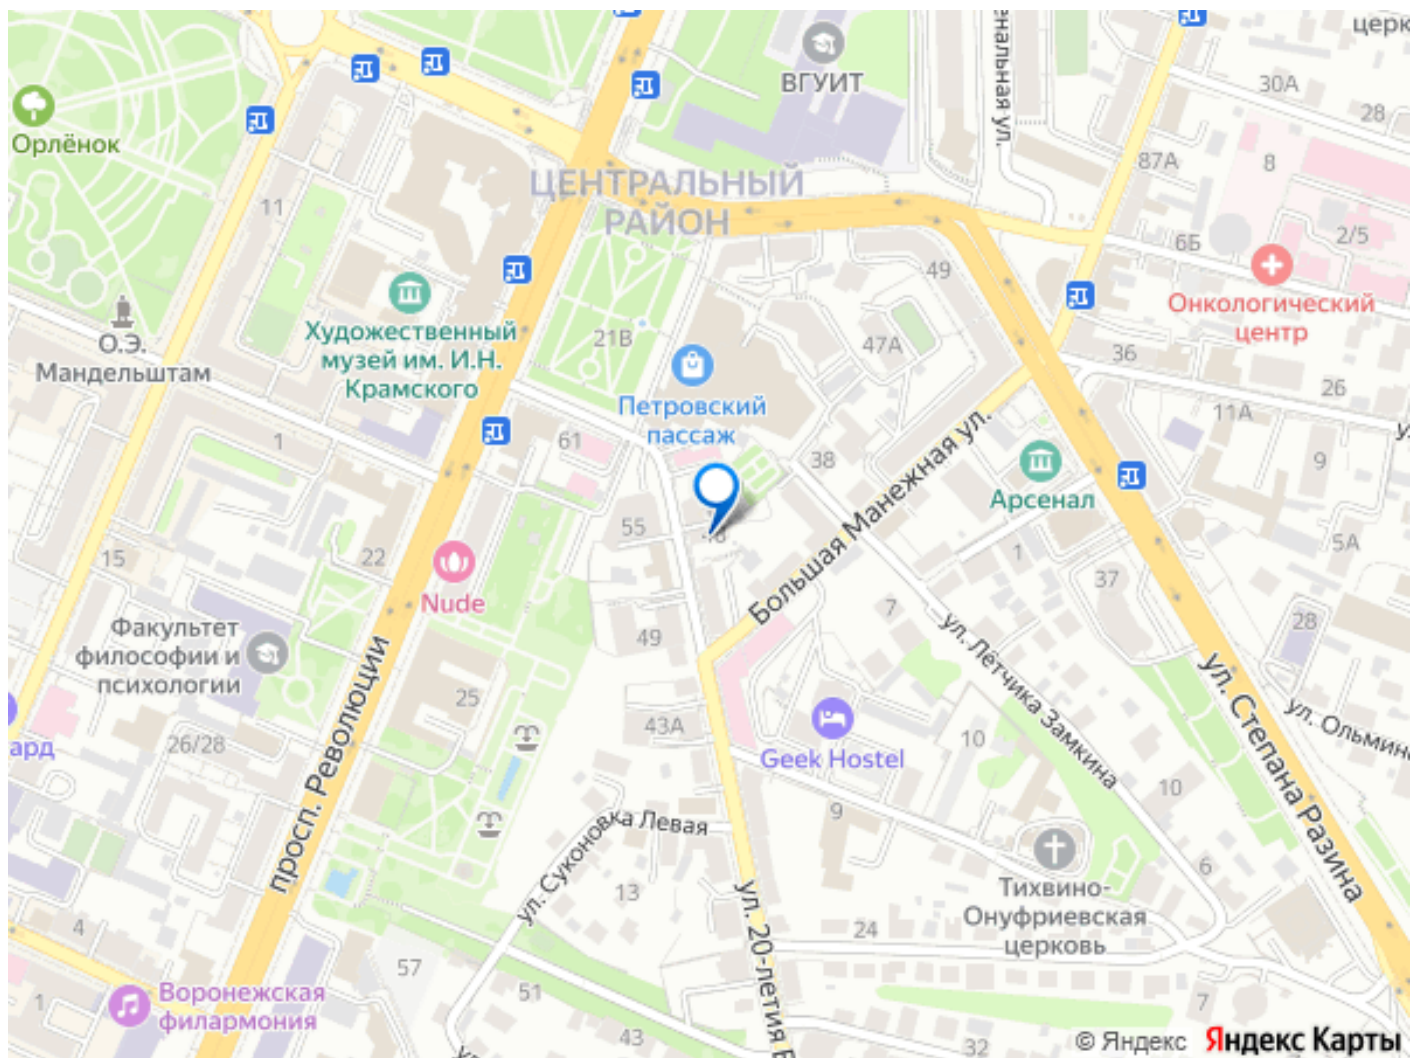 церк
ВГУИТ
30А
28
Орлёнок
87А
8
ЦЕНТРАЛЬНЫЙ
РАЙОН
11
6Б
2/5
49
Онкологический
центр
Художественный
музей им. И.Н.
Крамского
21В
47А
О.Э.
Мандельштам
36
26
Петровский
пассаж
11А
1
61
38
9
Арсенал
Большая Манежная ул.
55
15
22
1
5А
37
Nude
7
28
Факультет
философии и
психологии
49
ул. Лётчика Замкина
ул. Степана Разина
ул. Ольмин
25
43А
просп. Революции
ард
26/28
Geek Hostel
10
10
9
ул. Суконовка Левая
6
13
Тихвино-
Онуфриевская
церковь
4
24
ул. 20-летия В
57
51
1
Воронежская
филармония
7
43
32
© Яндекс Яндекс Карты